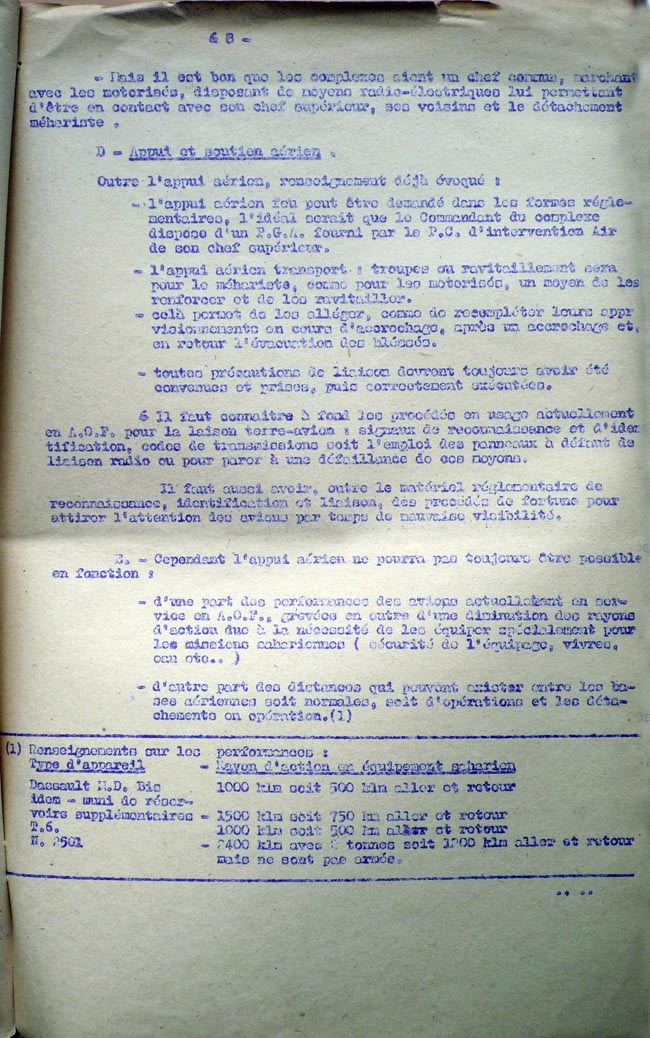 68 -
- Mais il est bon que les complexes aient un chef comme, marchant
avec les motorisés, disposant de moyens radio-électriques lui permettent
d'être en contact avec son chef supérieur, ses voisins et le détachement
méhariste .
D - Appui et soutien aérien .
Outre l'appui aérien, renseignement déjà évoqué :
- l'appui aérien feu peut être demandé dans les formes régle-
mentaires, l'idéal serait que le Commandant du complexe
dispose d'un P.G.A. fourni par le P.C. d'intervention Air
de son chef supérieur.
- l'appui aérien transport : troupes ou ravitaillement sera
pour le méhariste, comme pour les motorisés, un moyen de les
renforcer et de les ravitailler.
- celà permet de les alléger, comme de recompléter leurs appr
visionnements en cours d'accrochage, après un accrochage et,
en retour l'évacuation des bléssés.
- toutes précautions de liaison devront toujours avoir été
convenues et prises, puis correctement exécutées.
& Il faut connaitre à fond les procédés en usage actuellement
en A.O.F. pour la laison terre-avion : signaux de reconnaissance et d'iden
tification, codes de transmissions soit l'emploi des panneaux à défaut de
liaison radio ou pour parer à une défaillance de ces moyens.
Il faut aussi avoir, outre le matériel réglementaire de
reconnaissance, identification et liaison, des procédés de fortune pour
attirer l'attention des avions par temps de mauvaise visibilité.
E. - Cependant l'appui aérien ne pourra pas toujours être possible
en fonction :
- d'une part des performances des avions actuellement en ser-
vice en A.O.F., grevées en outre d'une diminution des rayons
d'action due à la nécessité de les équiper spécialement pour
les missions sahariennes ( sécurité de l'équipage, vivres,
eau etc.. )
- d'autre part des distances qui peuvent exister entre les ba-
ses aériennes soit normales, soit d'opérations et les déta-
chements en opération.(1)
(1) Renseignements sur les performances :
Type d'appareil - Rayon d'action en équipement saharien
Dassault M.D. Bis 1000 klm soit 500 klm aller et retour
idem - muni de réser-
voirs supplémentaires - 1500 klm soit 750 km aller et retour
T.6. 1000 klm soit 500 km aller et retour
N. 2501 - 2400 klm avec tonnes soit 1200 klm aller et retour
mais ne sont pas armés.
.. ..